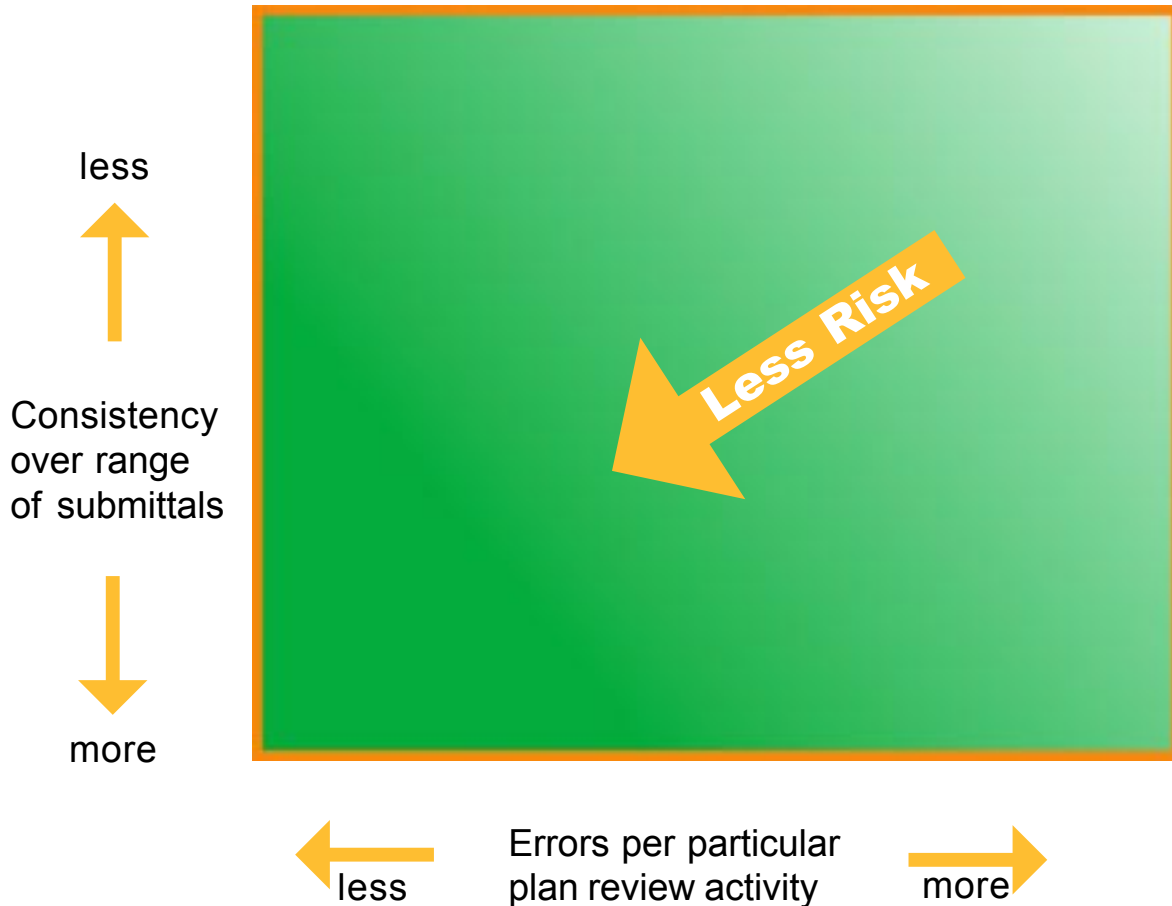 less
Less Risk
Consistency
over range
of submittals
more
Errors per particular
plan review activity
less
more